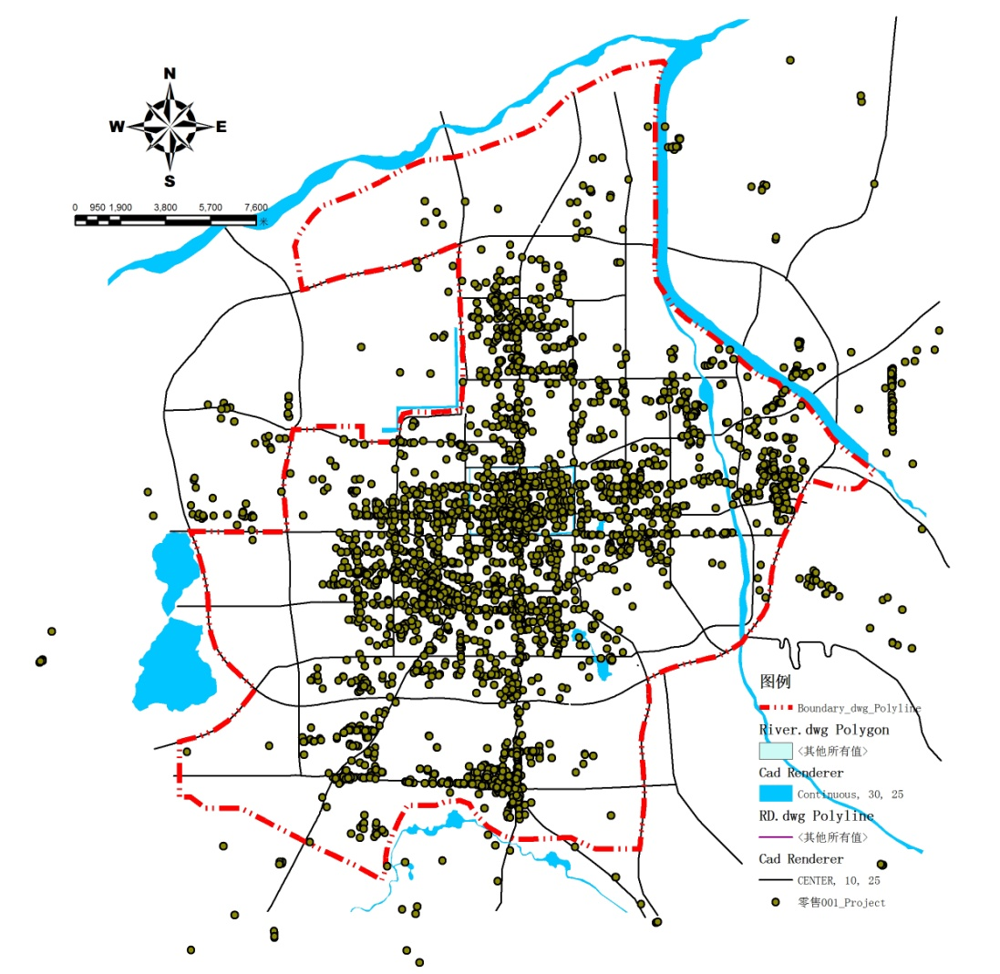 N
W E
S
0 950 1,900 3,800 5,700 7,600
米
图例
Boundary_dwg_Polyline
River.dwg Polygon
<其他所有值>
Cad Renderer
Continuous, 30, 25
RD.dwg Polyline
<其他所有值>
Cad Renderer
CENTER, 10, 25
零售001_Project